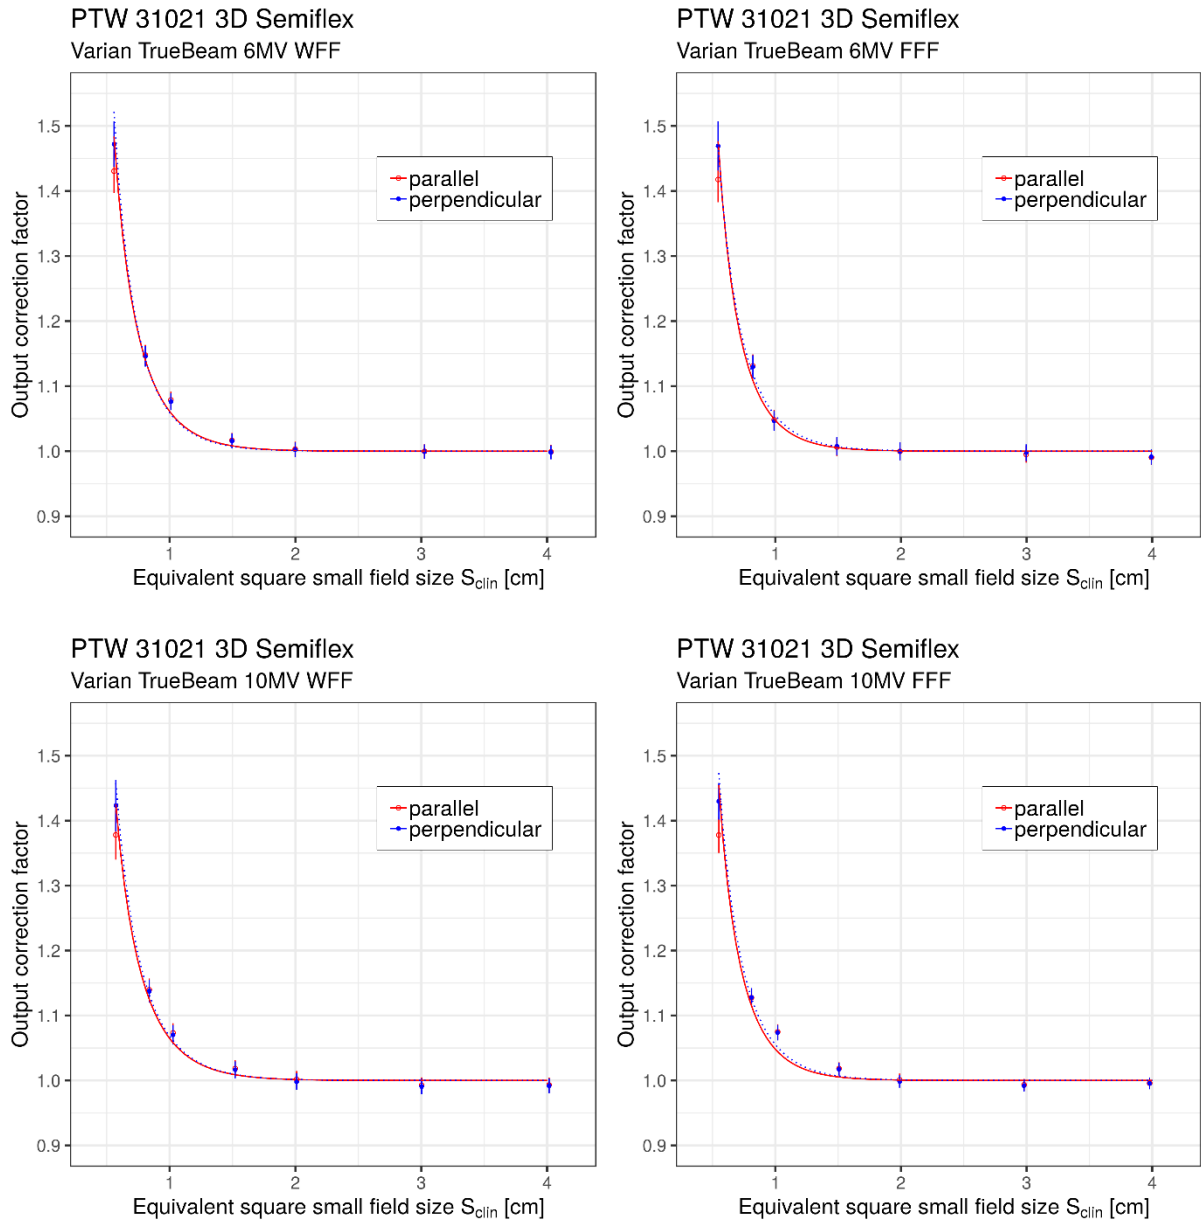 PTW 31021 3D Semiflex
Varian TrueBeam 6MV WFF
Output correction factor
1.5
1.4
1.3
1.2
1.1
1.0
0.9
parallel
perpendicular
1 2 3 4
Equivalent square small field size S_clin [cm]
PTW 31021 3D Semiflex
Varian TrueBeam 6MV FFF
Output correction factor
1.5
1.4
1.3
1.2
1.1
1.0
0.9
parallel
perpendicular
1 2 3 4
Equivalent square small field size S_clin [cm]
PTW 31021 3D Semiflex
Varian TrueBeam 10MV WFF
Output correction factor
1.5
1.4
1.3
1.2
1.1
1.0
0.9
parallel
perpendicular
1 2 3 4
Equivalent square small field size S_clin [cm]
PTW 31021 3D Semiflex
Varian TrueBeam 10MV FFF
Output correction factor
1.5
1.4
1.3
1.2
1.1
1.0
0.9
parallel
perpendicular
1 2 3 4
Equivalent square small field size S_clin [cm]